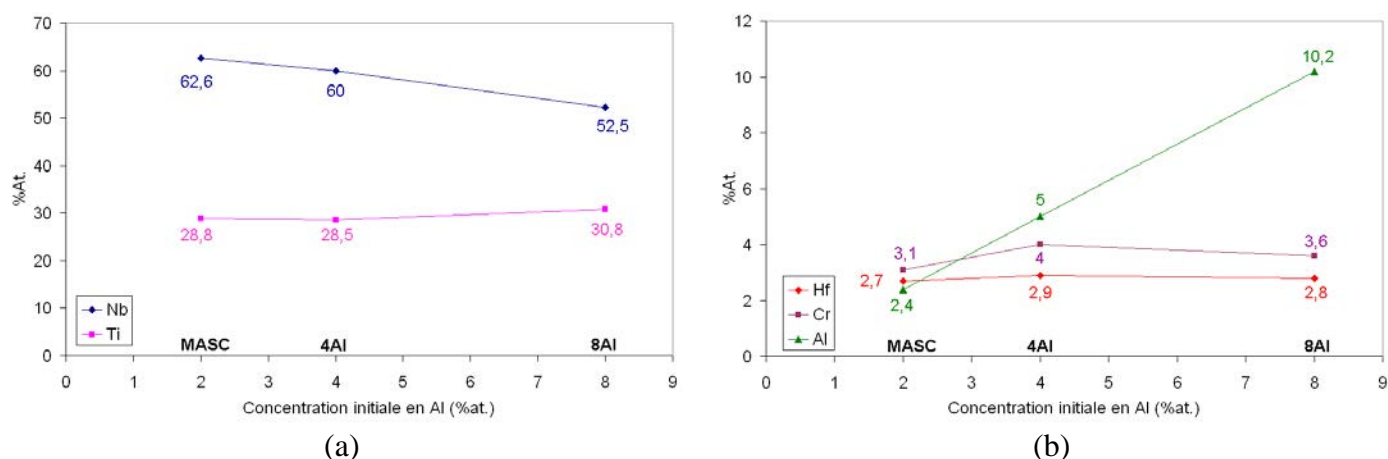 70
60
50
40
30
20
10
0
%At.
62,6
60
52,5
28,8
28,5
30,8
Nb
Ti
MASC 4Al 8Al
0 1 2 3 4 5 6 7 8 9
Concentration initiale en Al (%at.)
(a)
12
10
8
6
4
2
0
%At.
10,2
5
3,1
4
3,6
2,7
2,4
2,9
2,8
Hf
Cr
Al
MASC 4Al 8Al
0 1 2 3 4 5 6 7 8 9
Concentration initiale en Al (%at.)
(b)